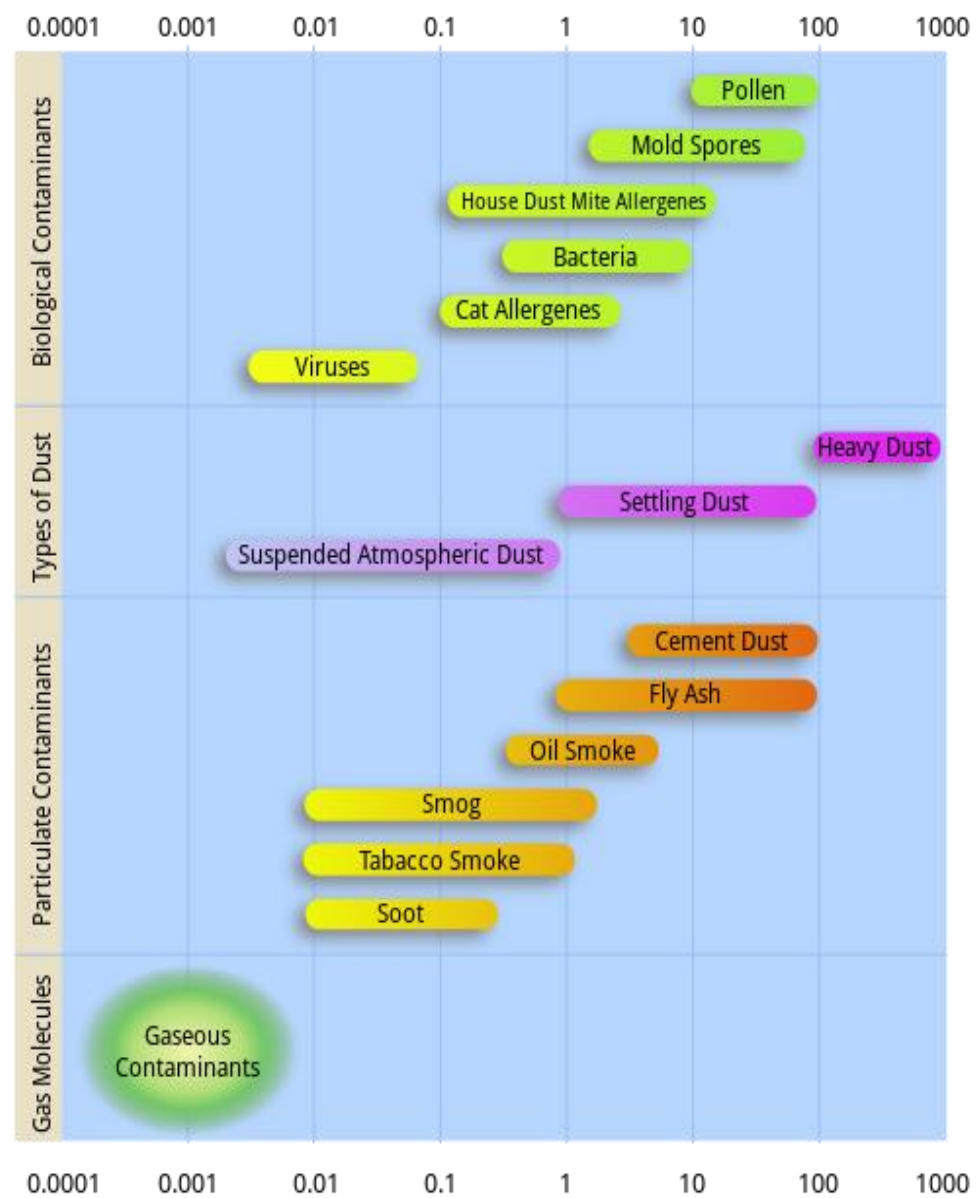 0.0001 0.001 0.01 0.1 1 10 100 1000
Biological Contaminants
Pollen
Mold Spores
House Dust Mite Allergenes
Bacteria
Cat Allergenes
Viruses
Types of Dust
Heavy Dust
Settling Dust
Suspended Atmospheric Dust
Particulate Contaminants
Cement Dust
Fly Ash
Oil Smoke
Smog
Tabacco Smoke
Soot
Gas Molecules
Gaseous
Contaminants
0.0001 0.001 0.01 0.1 1 10 100 1000